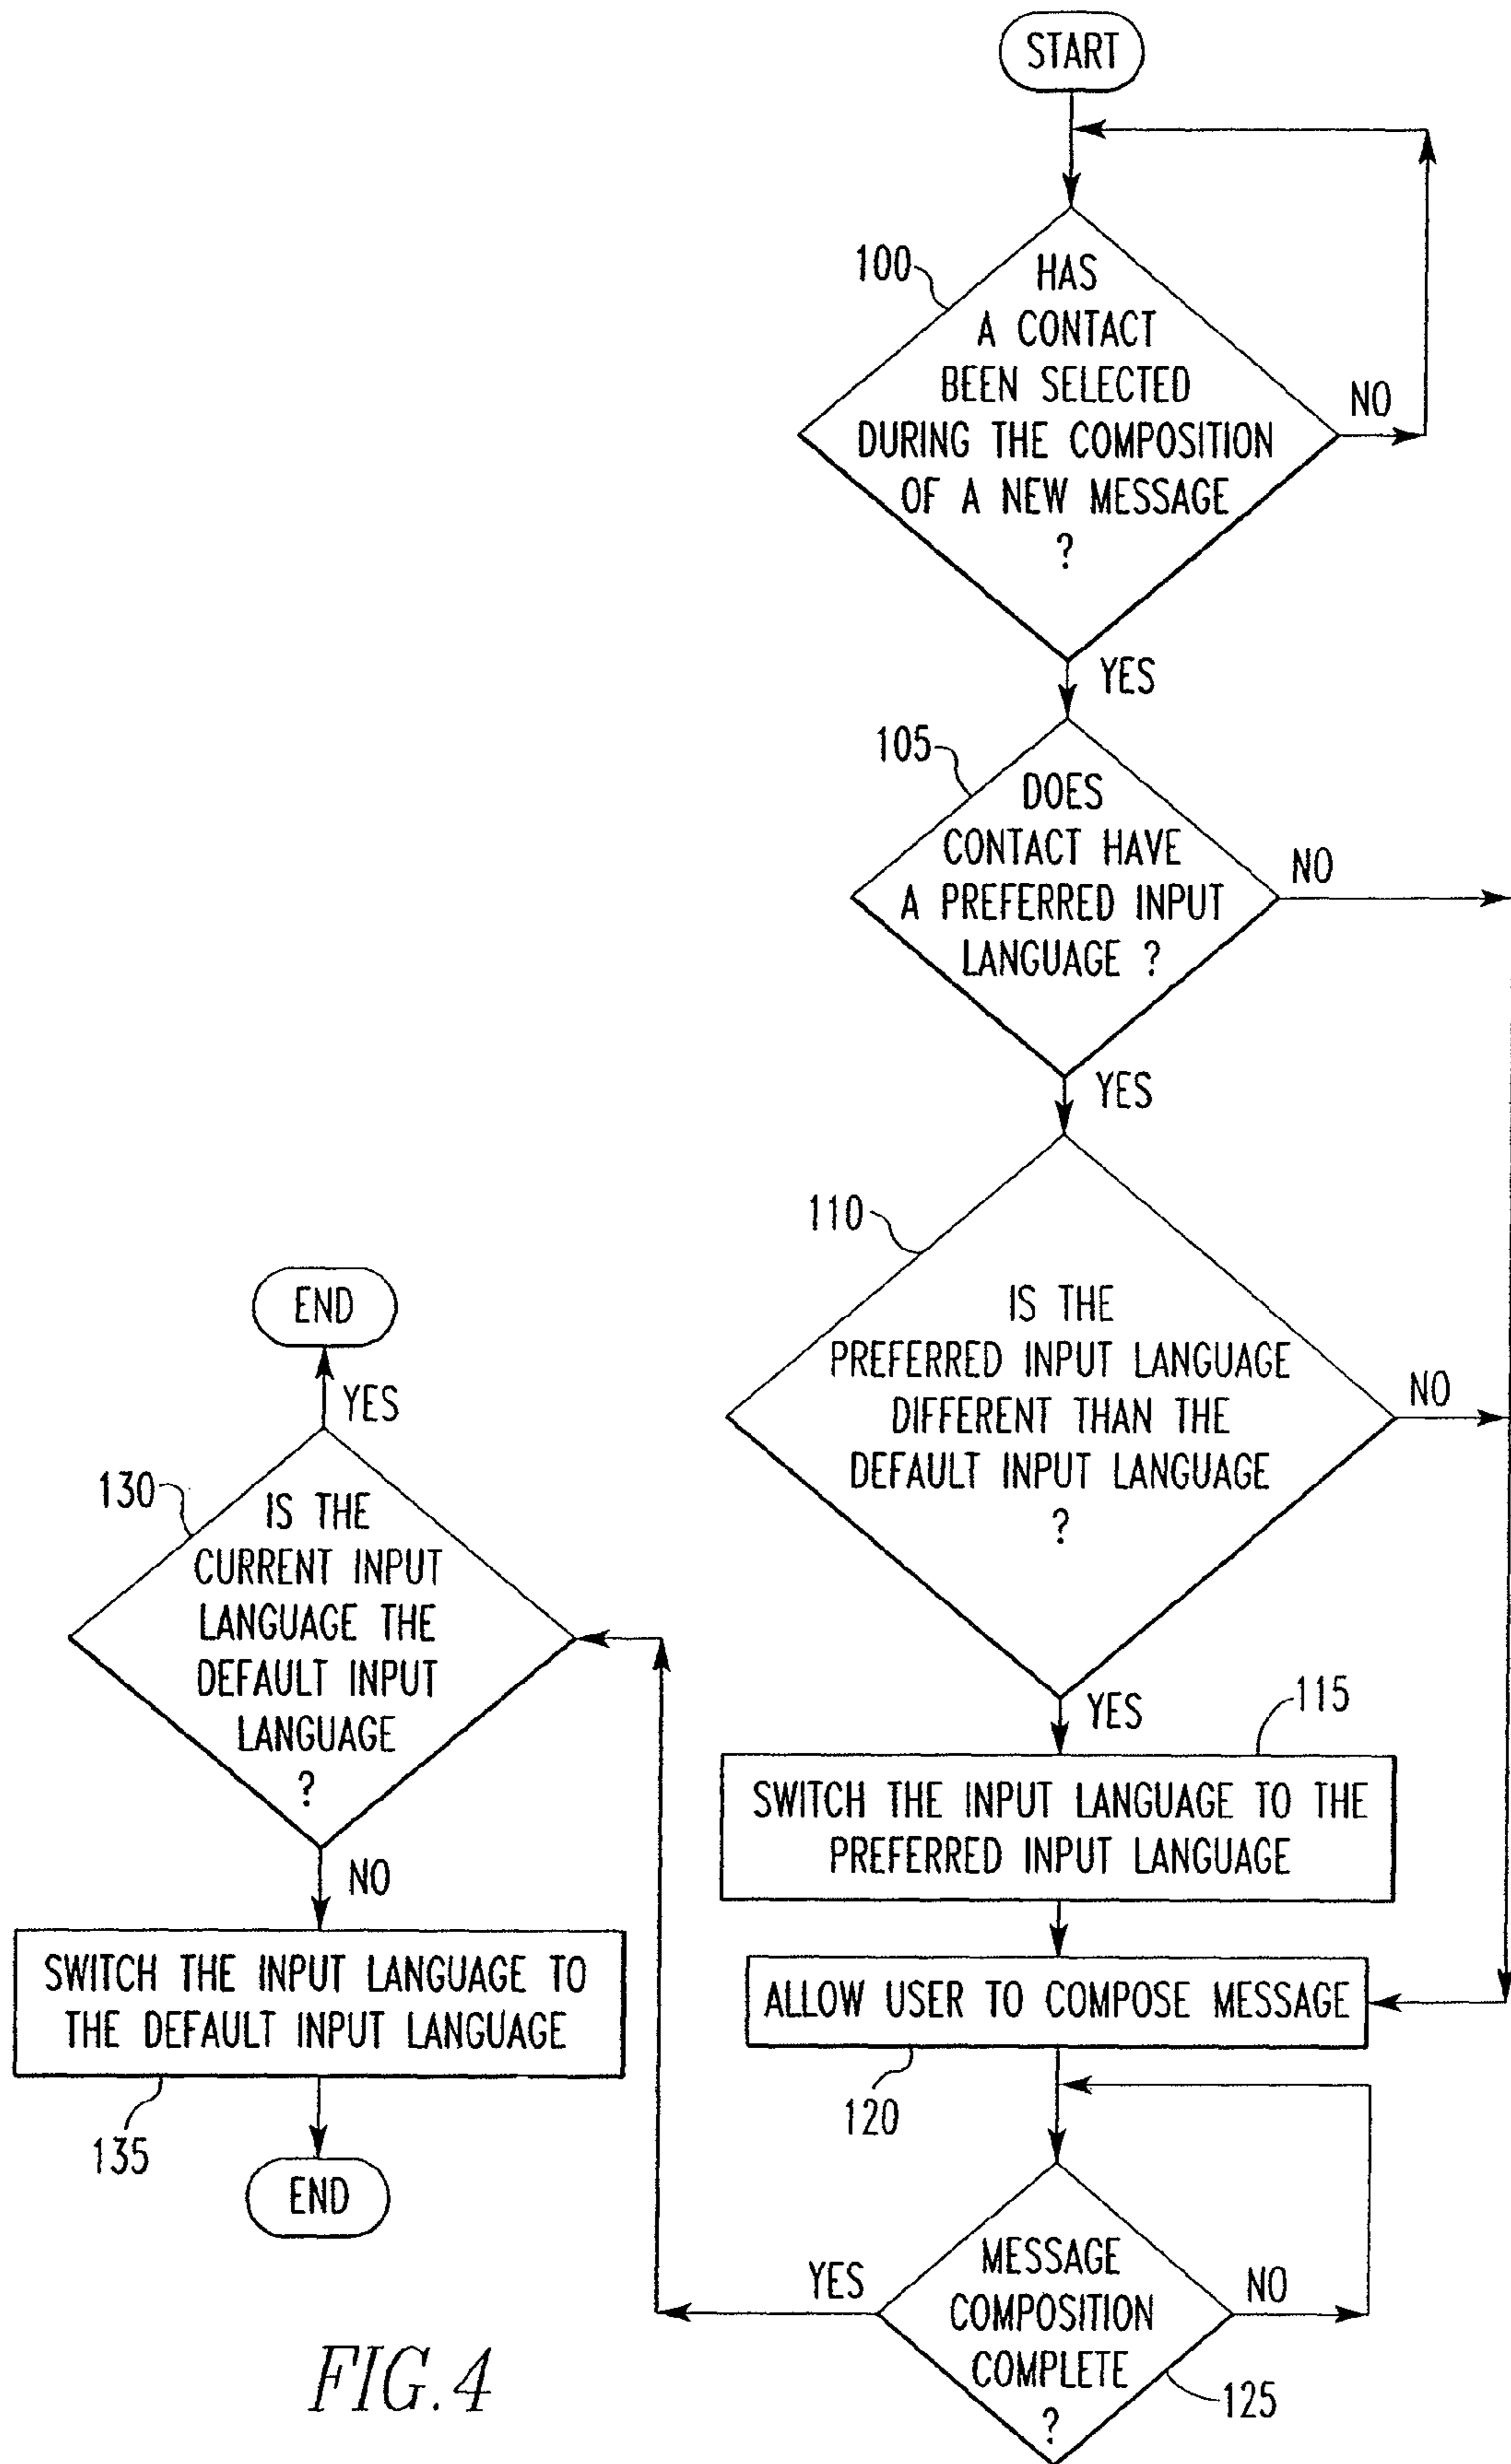 START
100
HAS
A CONTACT
BEEN SELECTED
DURING THE COMPOSITION
OF A NEW MESSAGE
?
NO
YES
105
DOES
CONTACT HAVE
A PREFERRED INPUT
LANGUAGE ?
NO
YES
110
IS THE
PREFERRED INPUT LANGUAGE
DIFFERENT THAN THE
DEFAULT INPUT LANGUAGE
?
NO
YES
115
SWITCH THE INPUT LANGUAGE TO THE
PREFERRED INPUT LANGUAGE
ALLOW USER TO COMPOSE MESSAGE
120
MESSAGE
COMPOSITION
COMPLETE
?
NO
125
YES
END
YES
130
IS THE
CURRENT INPUT
LANGUAGE THE
DEFAULT INPUT
LANGUAGE
?
NO
SWITCH THE INPUT LANGUAGE TO
THE DEFAULT INPUT LANGUAGE
135
END
FIG.4